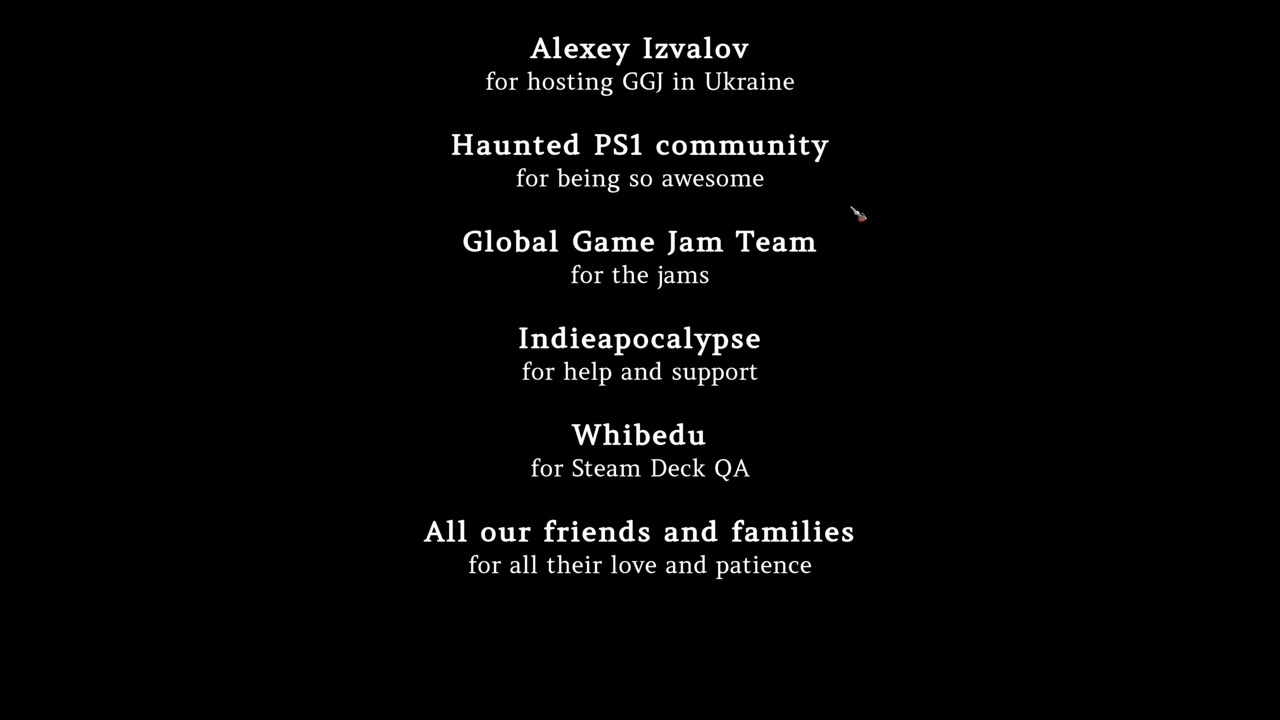 Alexey Izvalov
for hosting GGJ in Ukraine
Haunted PS1 community
for being so awesome
Global Game Jam Team
for the jams
Indieapocalypse
for help and support
Whibedu
for Steam Deck QA
All our friends and families
for all their love and patience